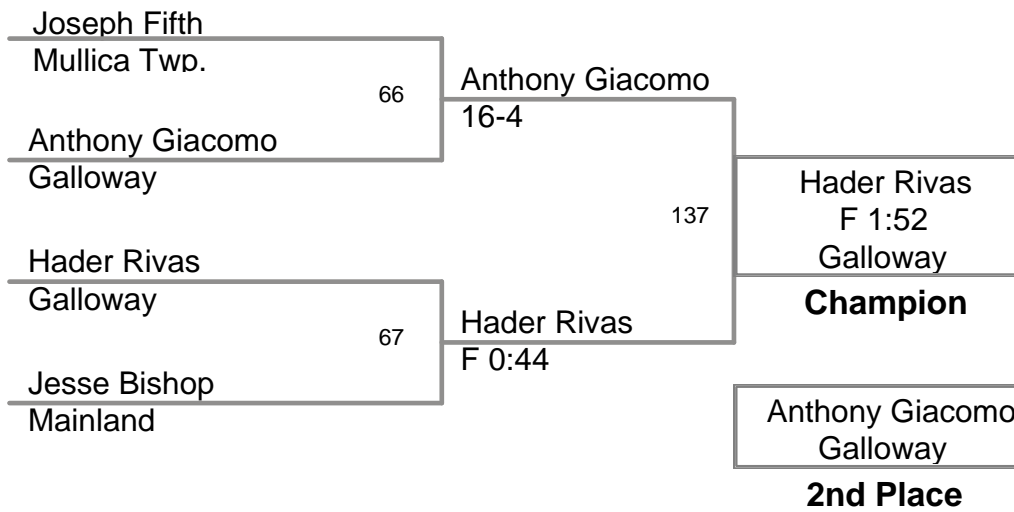 Joseph Fifth
Mullica Twp.
66
Anthony Giacomo
Galloway
Anthony Giacomo
16-4
Hader Rivas
Galloway
67
Jesse Bishop
Mainland
Hader Rivas
F 0:44
137
Hader Rivas
F 1:52
Galloway
Champion
Anthony Giacomo
Galloway
2nd Place